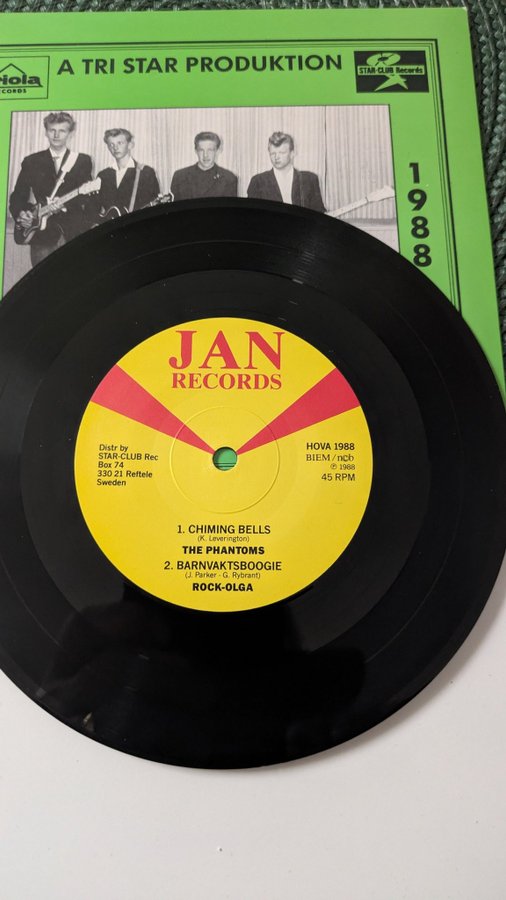 A TRI STAR PRODUKTION
iola
CORDS
STAR-CLUB Records
1988
JAN
RECORDS
Distr by
STAR-CLUB Rec
Box 74
330 21 Reftele
Sweden
HOVA 1988
BIEM / ncb
℗ 1988
45 RPM
1. CHIMING BELLS
(K. Leverington)
THE PHANTOMS
2. BARNVAKTSBOOGIE
(J. Parker - G. Rybrant)
ROCK-OLGA